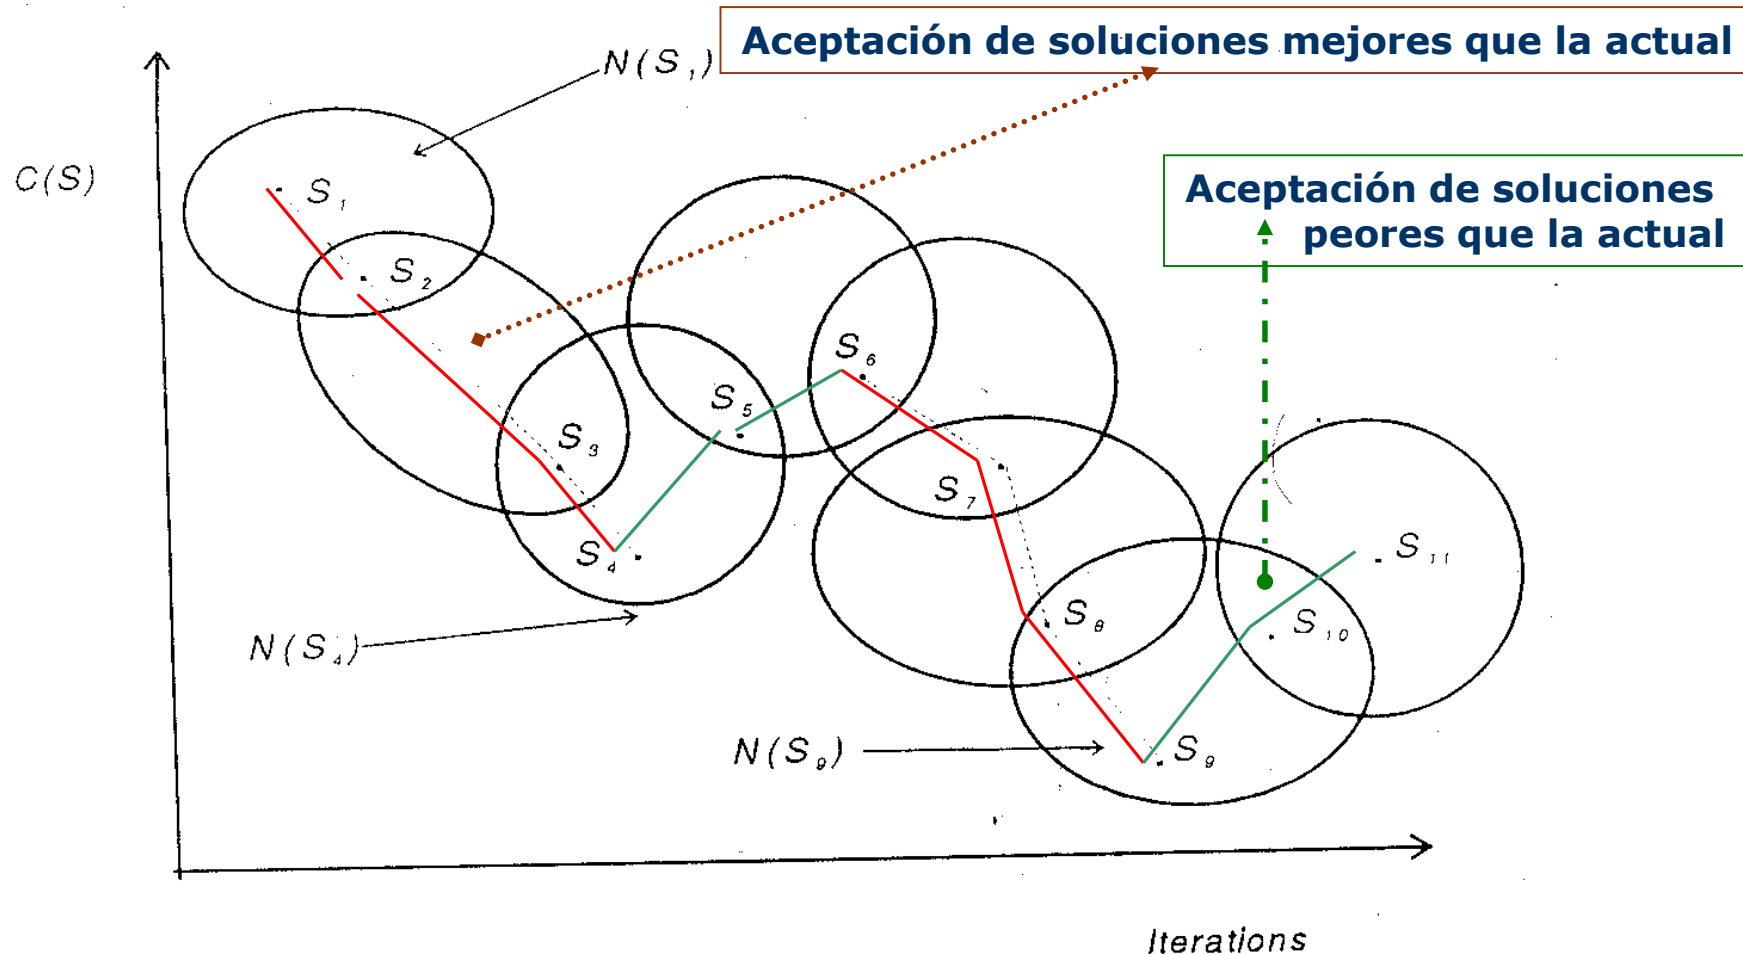 Aceptación de soluciones mejores que la actual
N(S₁)
C(S)
Aceptación de soluciones
peores que la actual
S₁
S₂
S₆
S₅
S₃
S₇
S₄
S₁₁
S₈
S₁₀
N(S₄)
N(S₉)
S₉
Iterations